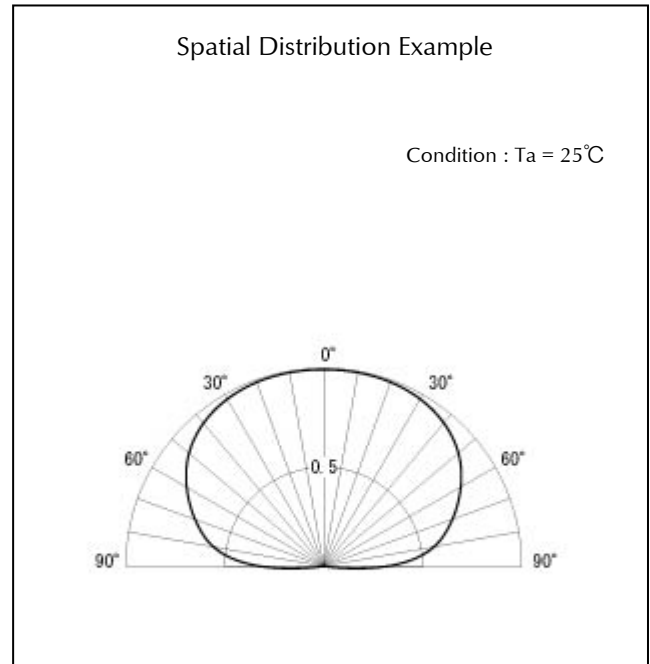 Spatial Distribution Example
Condition : Ta = 25℃
0°
30° 30°
60° 60°
0. 5
90° 90°